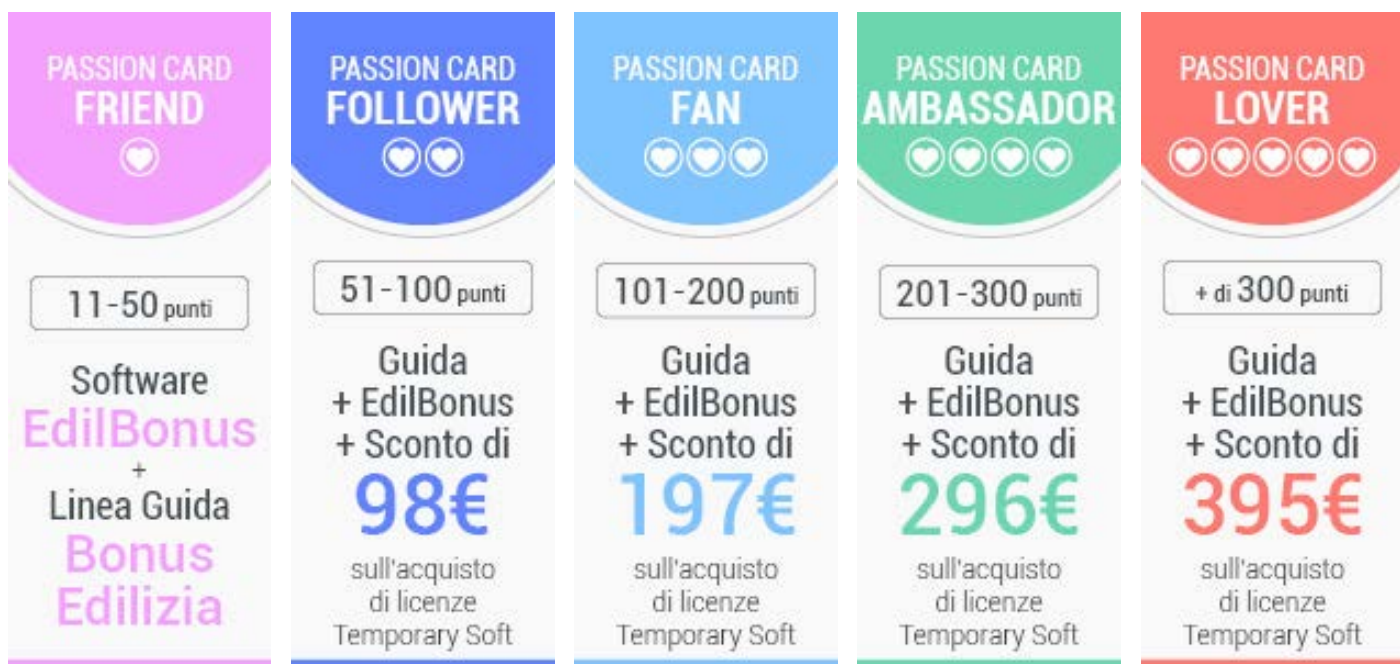 PASSION CARD
FRIEND
11-50 punti
Software
EdilBonus
+
Linea Guida
Bonus
Edilizia
PASSION CARD
FOLLOWER
51-100 punti
Guida
+ EdilBonus
+ Sconto di
98€
sull'acquisto
di licenze
Temporary Soft
PASSION CARD
FAN
101-200 punti
Guida
+ EdilBonus
+ Sconto di
197€
sull'acquisto
di licenze
Temporary Soft
PASSION CARD
AMBASSADOR
201-300 punti
Guida
+ EdilBonus
+ Sconto di
296€
sull'acquisto
di licenze
Temporary Soft
PASSION CARD
LOVER
+ di 300 punti
Guida
+ EdilBonus
+ Sconto di
395€
sull'acquisto
di licenze
Temporary Soft